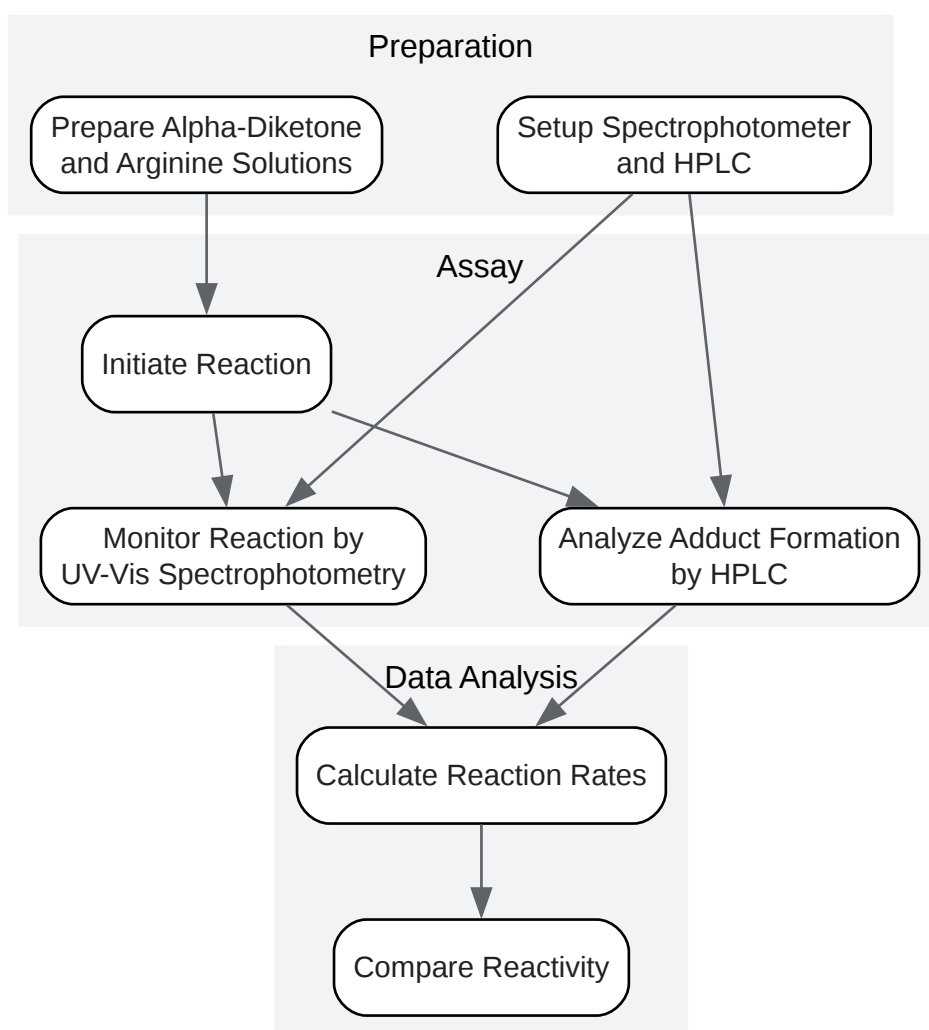 Preparation
Prepare Alpha-Diketone
and Arginine Solutions
Setup Spectrophotometer
and HPLC
Assay
Initiate Reaction
Monitor Reaction by
UV-Vis Spectrophotometry
Analyze Adduct Formation
by HPLC
Data Analysis
Calculate Reaction Rates
Compare Reactivity